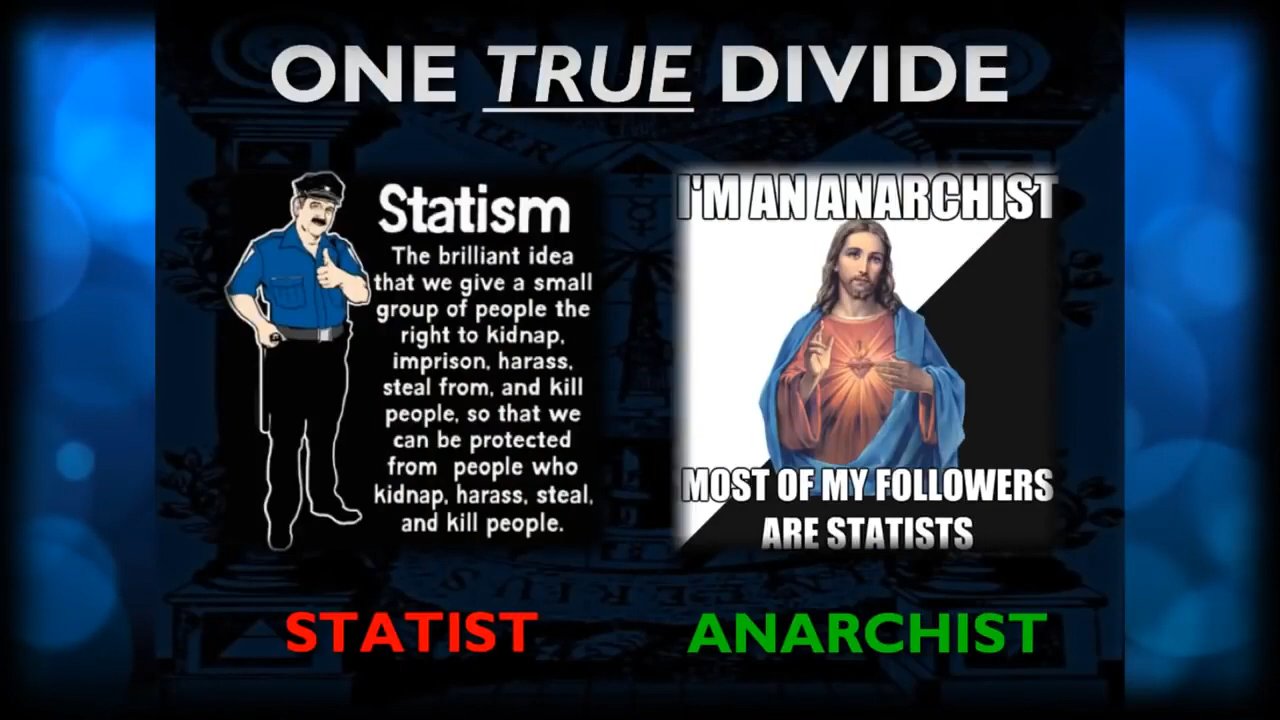 ONE TRUE DIVIDE
Statism
The brilliant idea
that we give a small
group of people the
right to kidnap,
imprison, harass,
steal from, and kill
people, so that we
can be protected
from people who
kidnap, harass, steal,
and kill people.
I'M AN ANARCHIST
MOST OF MY FOLLOWERS
ARE STATISTS
STATIST
ANARCHIST